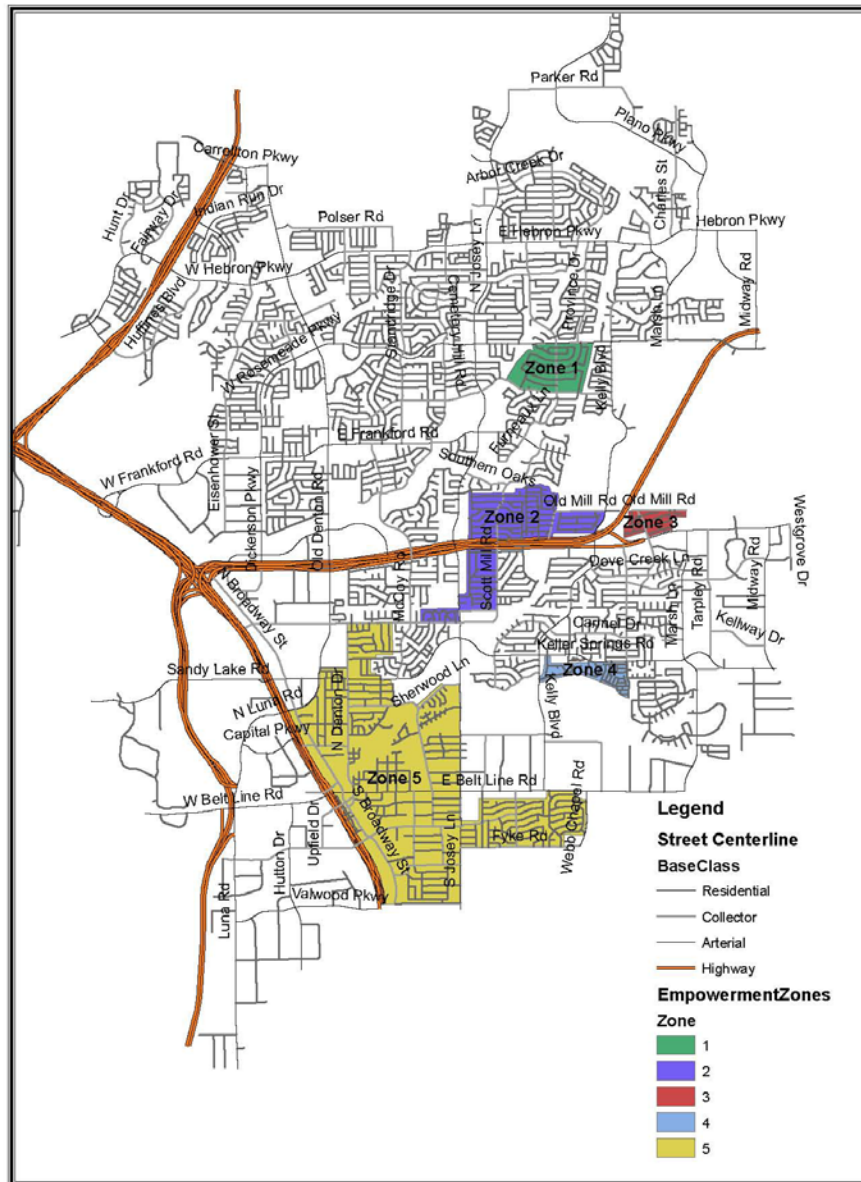 Parker Rd
Plano Pkwy
Carrollton Pkwy
Arbor Creek Dr
Charles St
Hunt Dr
Fairway Dr
Indian Run Dr
Polser Rd
N Josey Ln
E Hebron Pkwy
Hebron Pkwy
W Hebron Pkwy
Huffines Blvd
Standridge Dr
Cemetery Hill Rd
Province Dr
Marsh Ln
Midway Rd
W Rosemeade Pkwy
Zone 1
Kelly Blvd
Furneaux Ln
Eisenhower St
E Frankford Rd
W Frankford Rd
Southern Oaks
Dickerson Pkwy
Old Denton Rd
Old Mill Rd
Old Mill Rd
Zone 2
Zone 3
Westgrove Dr
Scott Mill Rd
Dove Creek Ln
McCoy Rd
N Broadway St
Marsh Dr
Tarpley Rd
Midway Rd
Carmel Dr
Kellway Dr
Keller Springs Rd
Sandy Lake Rd
Zone 4
Sherwood Ln
N Luna Rd
N Denton Dr
Kelly Blvd
Capital Pkwy
Zone 5
E Belt Line Rd
W Belt Line Rd
S Broadway St
Upfield Dr
Hutton Dr
S Josey Ln
Fyke Rd
Webb Chapel Rd
Luna Rd
Valwood Pkwy
Legend
Street Centerline
BaseClass
Residential
Collector
Arterial
Highway
EmpowermentZones
Zone
1
2
3
4
5